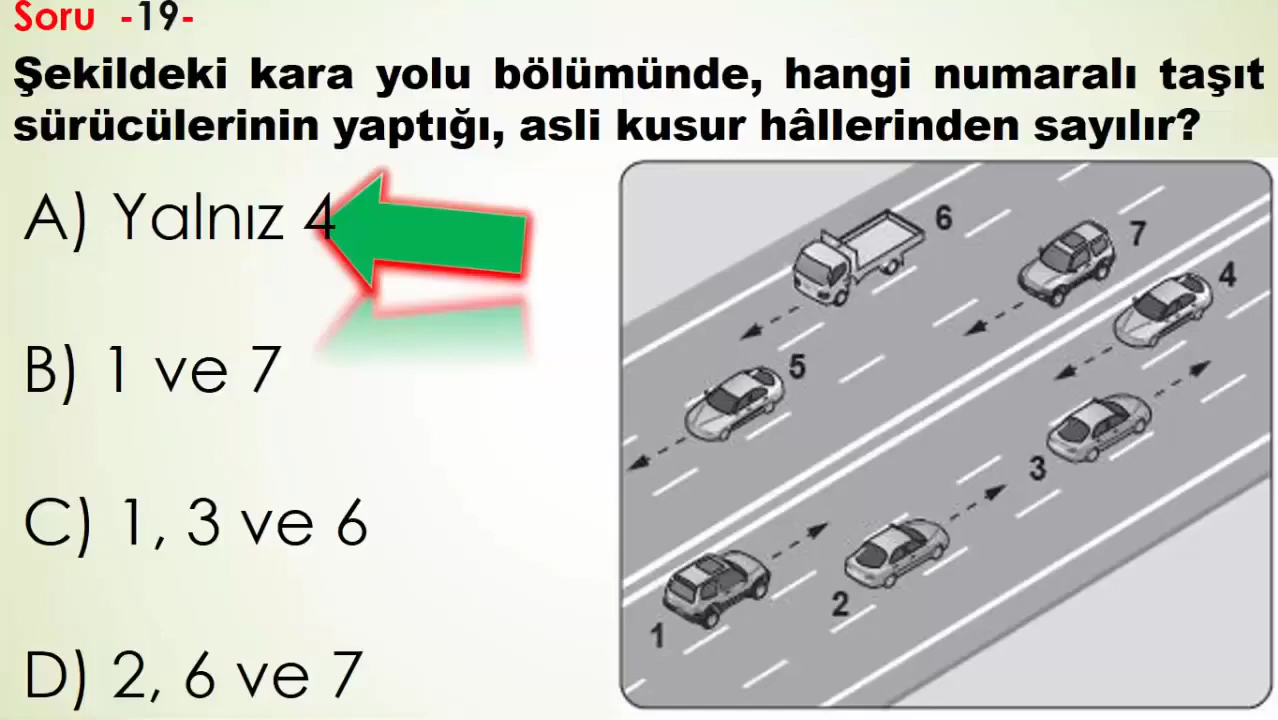 Soru -19-
Şekildeki kara yolu bölümünde, hangi numaralı taşıt
sürücülerinin yaptığı, asli kusur hâllerinden sayılır?
A) Yalnız 4
B) 1 ve 7
C) 1, 3 ve 6
D) 2, 6 ve 7
6
7
4
5
3
2
1